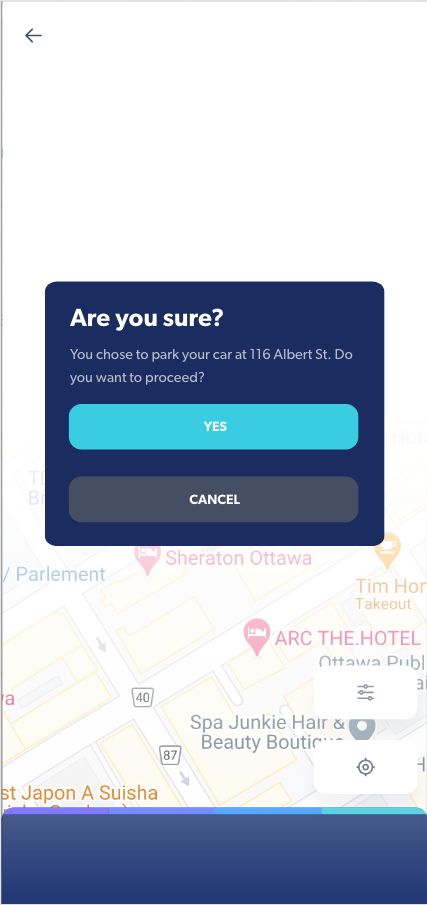 Are you sure?
You chose to park your car at 116 Albert St. Do
you want to proceed?
YES
CANCEL
Sheraton Ottawa
/ Parlement
Tim Hor
Takeout
ARC THE.HOTEL
Ottawa Publ
40
Spa Junkie Hair &
Beauty Boutique
87
st Japon A Suisha